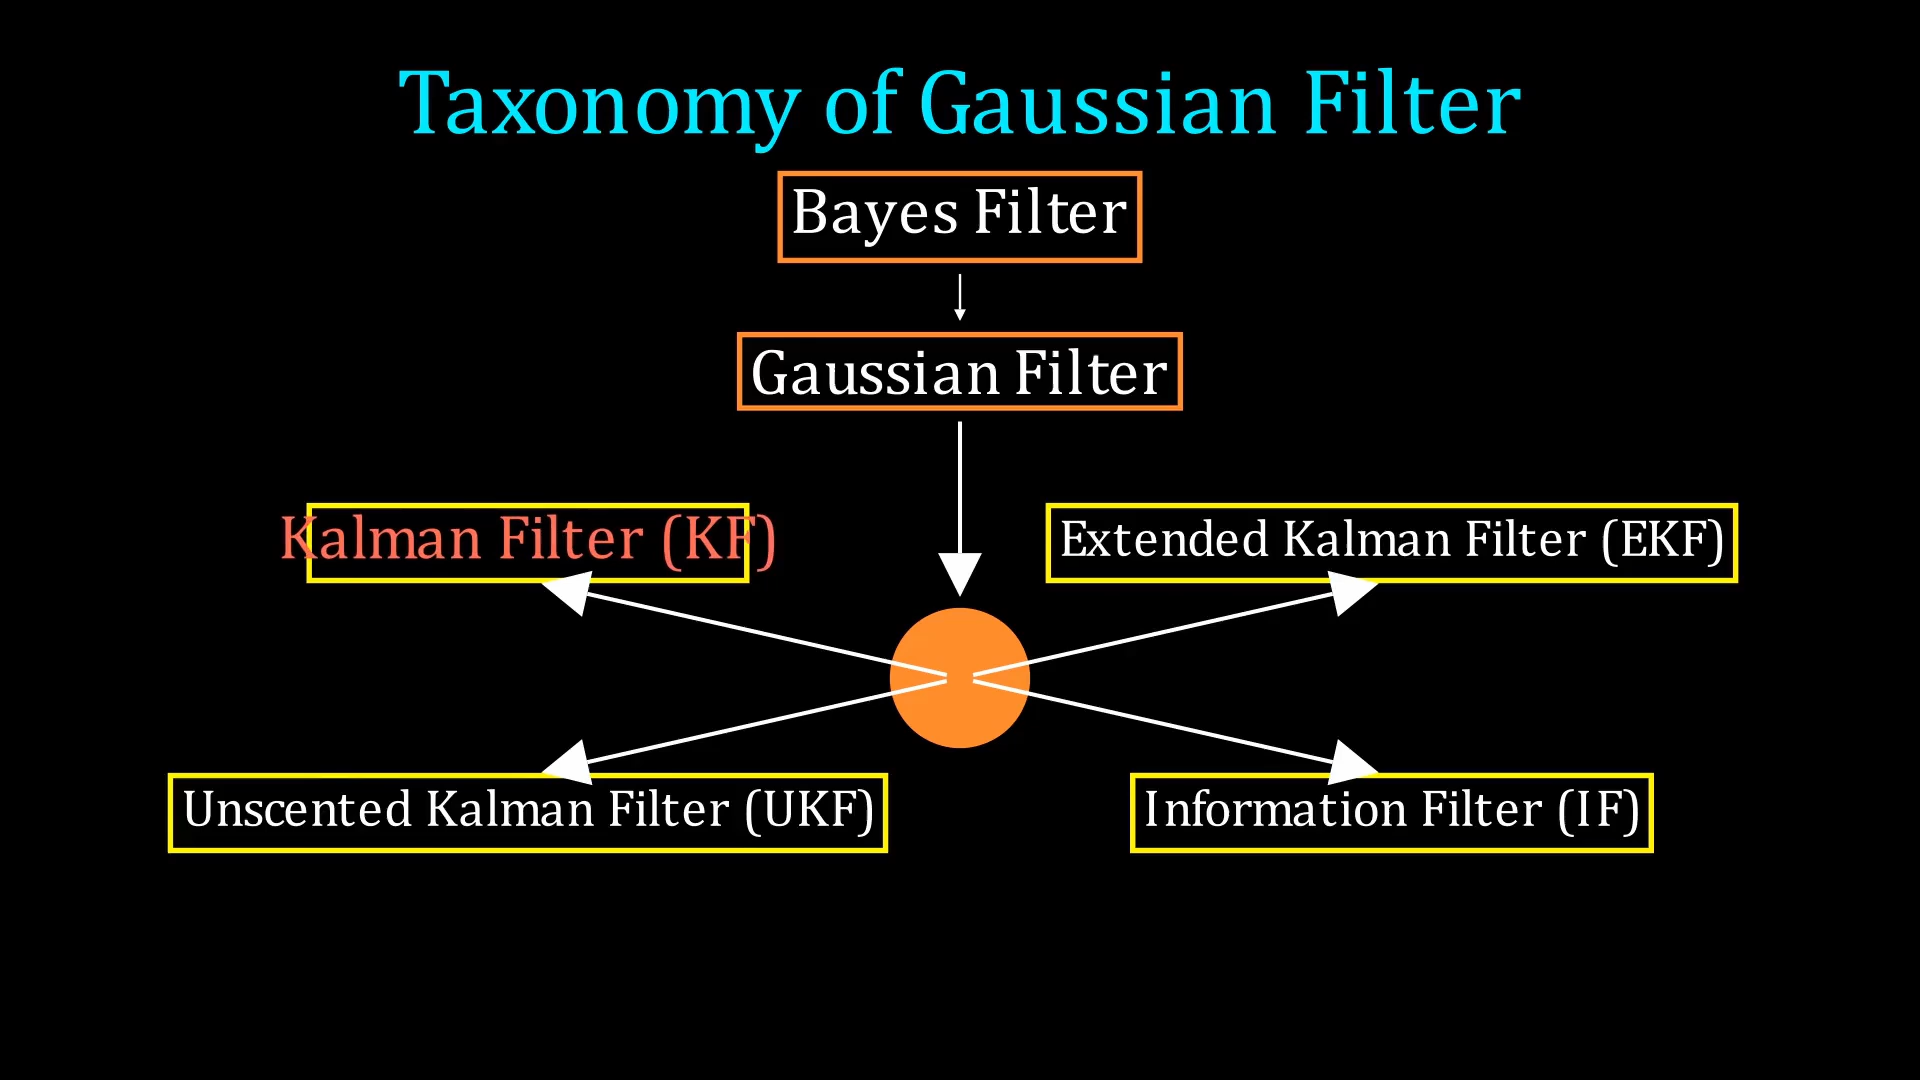 Taxonomy of Gaussian Filter
Bayes Filter
Gaussian Filter
Kalman Filter (KF)
Extended Kalman Filter (EKF)
Unscented Kalman Filter (UKF)
Information Filter (IF)